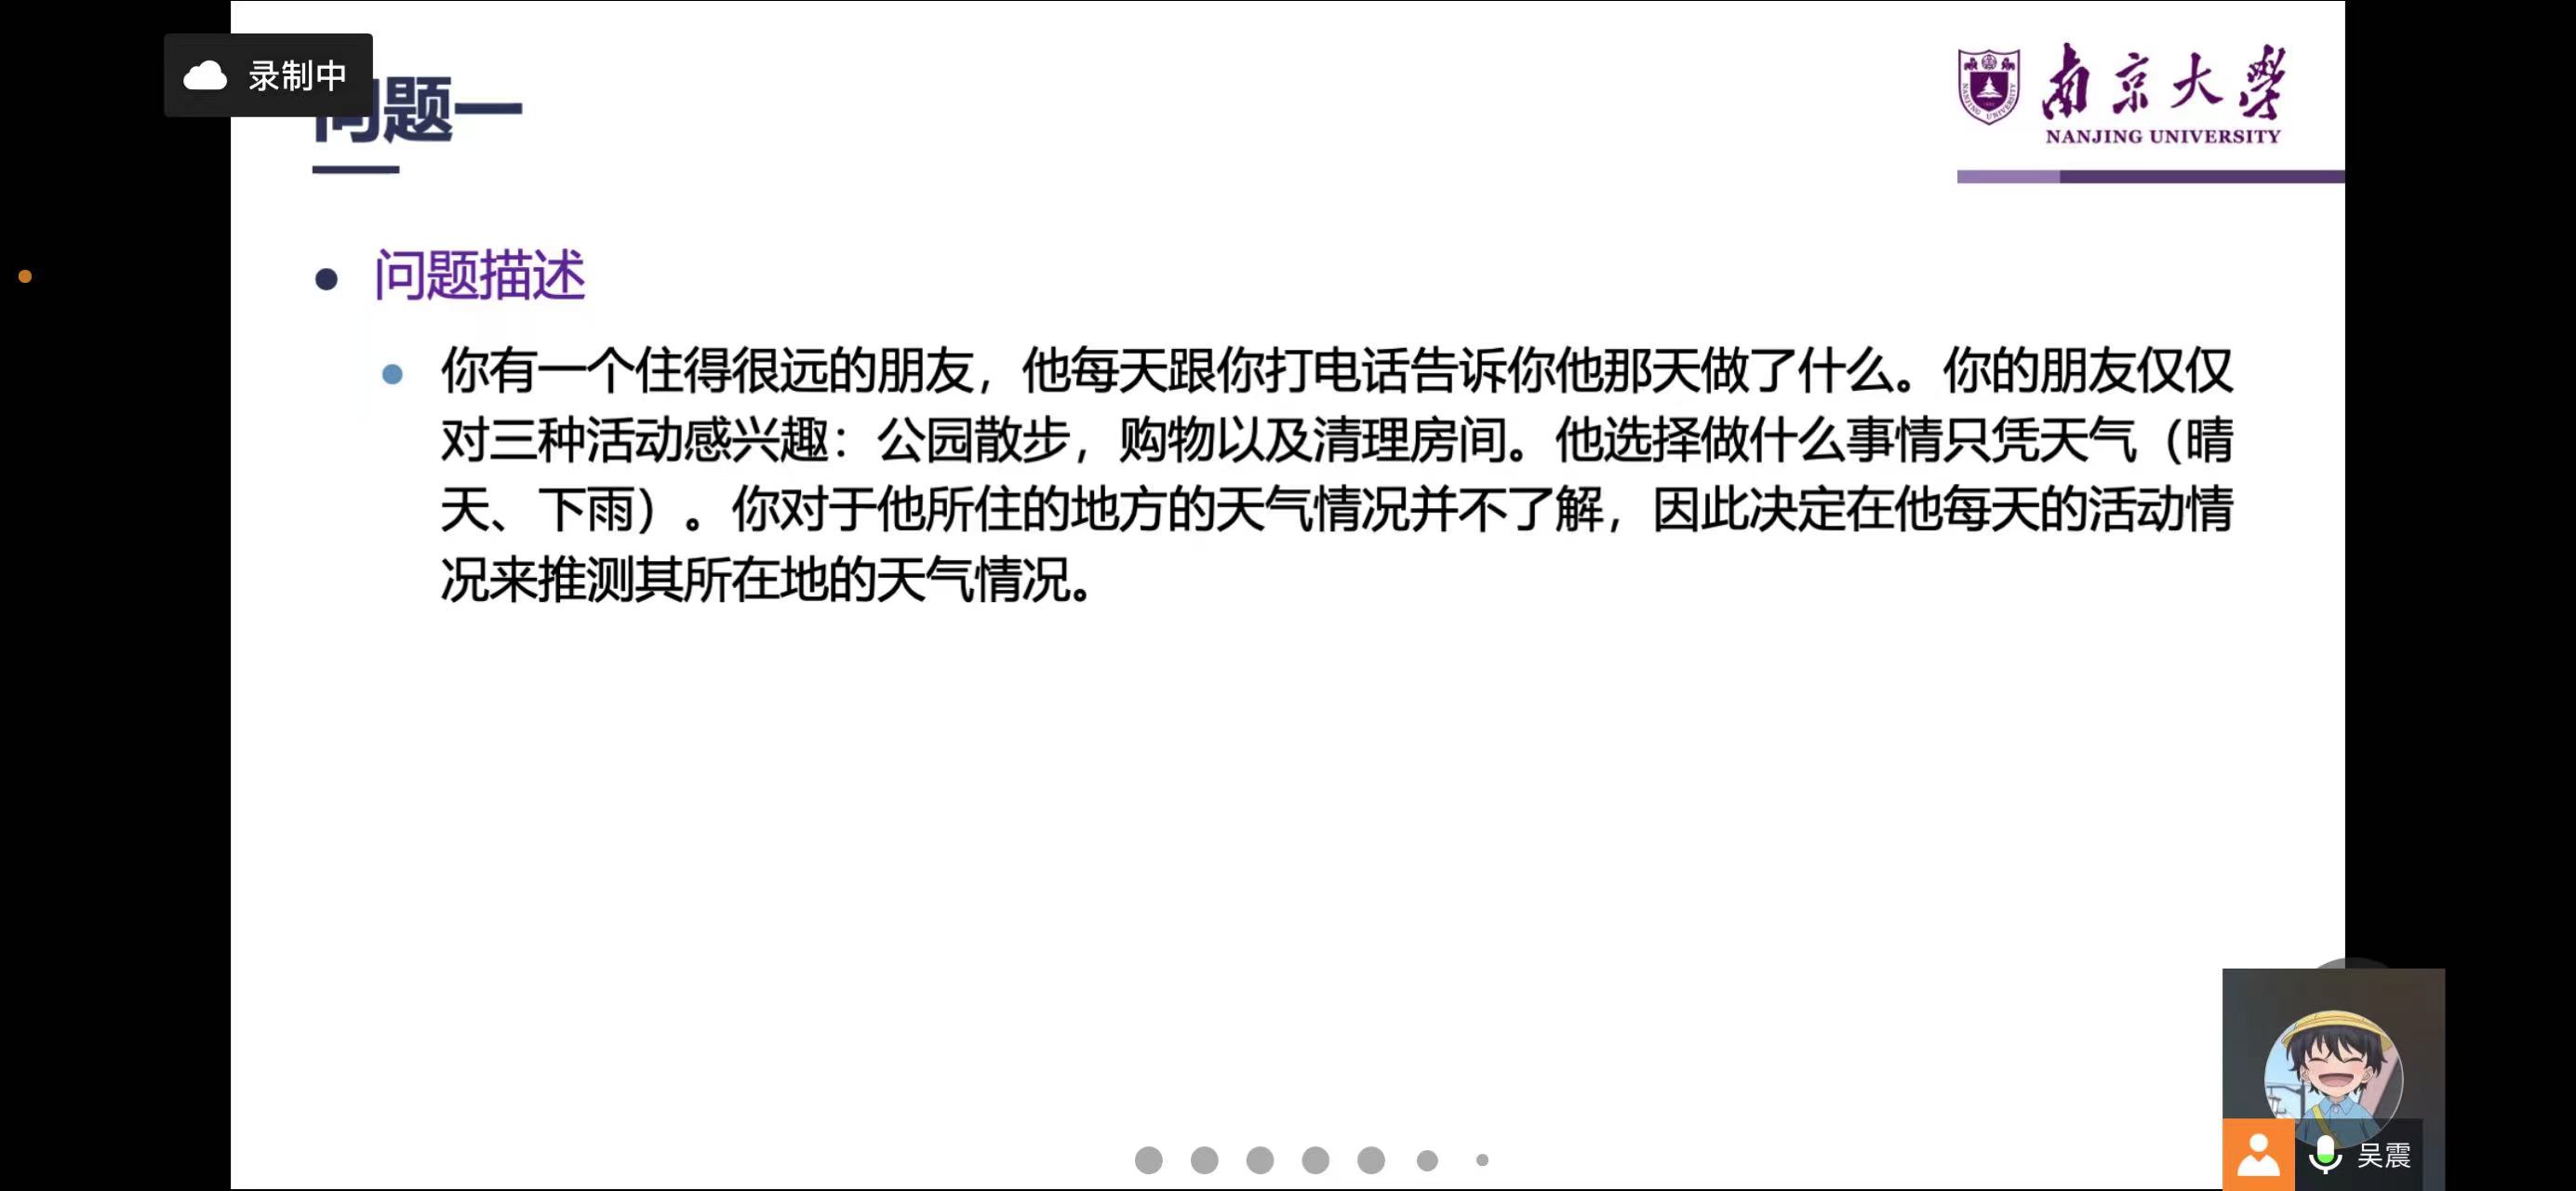 录制中
问题一
南京大学
NANJING UNIVERSITY
问题描述
你有一个住得很远的朋友，他每天跟你打电话告诉你他那天做了什么。你的朋友仅仅
对三种活动感兴趣：公园散步，购物以及清理房间。他选择做什么事情只凭天气（晴
天、下雨）。你对于他所住的地方的天气情况并不了解，因此决定在他每天的活动情
况来推测其所在地的天气情况。
吴震